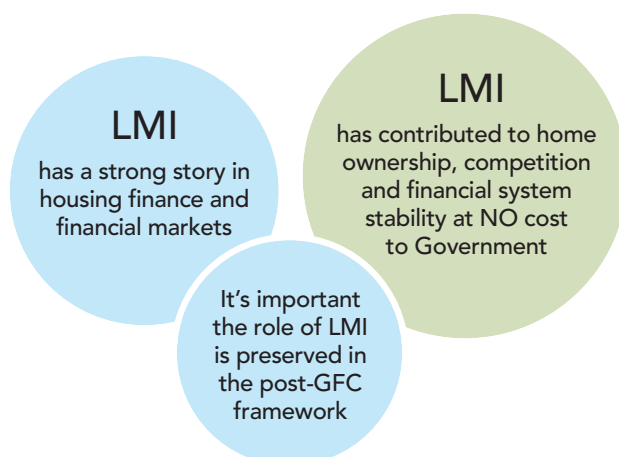 LMI
has a strong story in
housing finance and
financial markets
LMI
has contributed to home
ownership, competition
and financial system
stability at NO cost
to Government
It’s important
the role of LMI
is preserved in
the post-GFC
framework